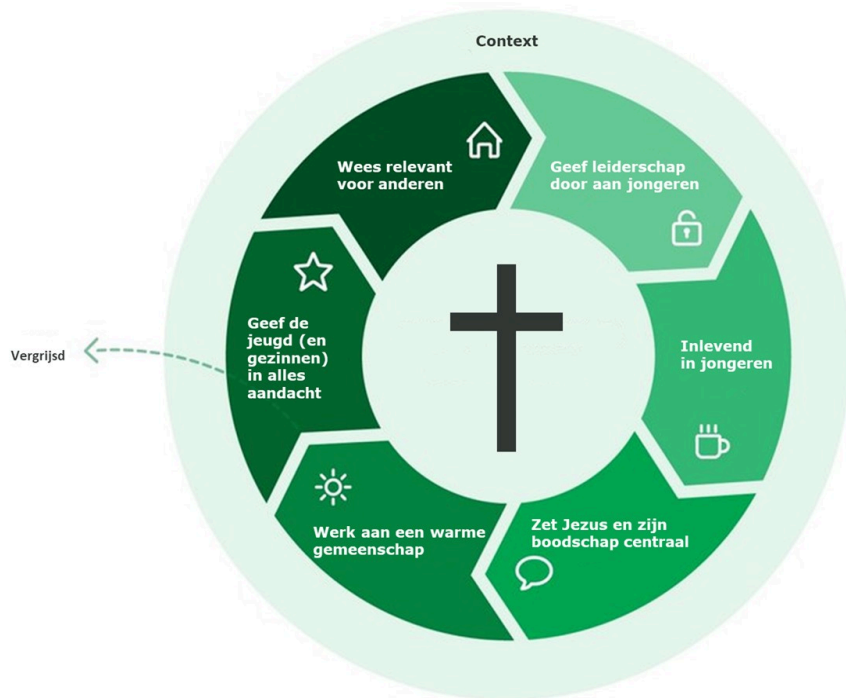 Context
Geef leiderschap
door aan jongeren
Inlevend
in jongeren
Zet Jezus en zijn
boodschap centraal
Werk aan een warme
gemeenschap
Geef de
jeugd (en
gezinnen)
in alles
aandacht
Wees relevant
voor anderen
Vergrijsd